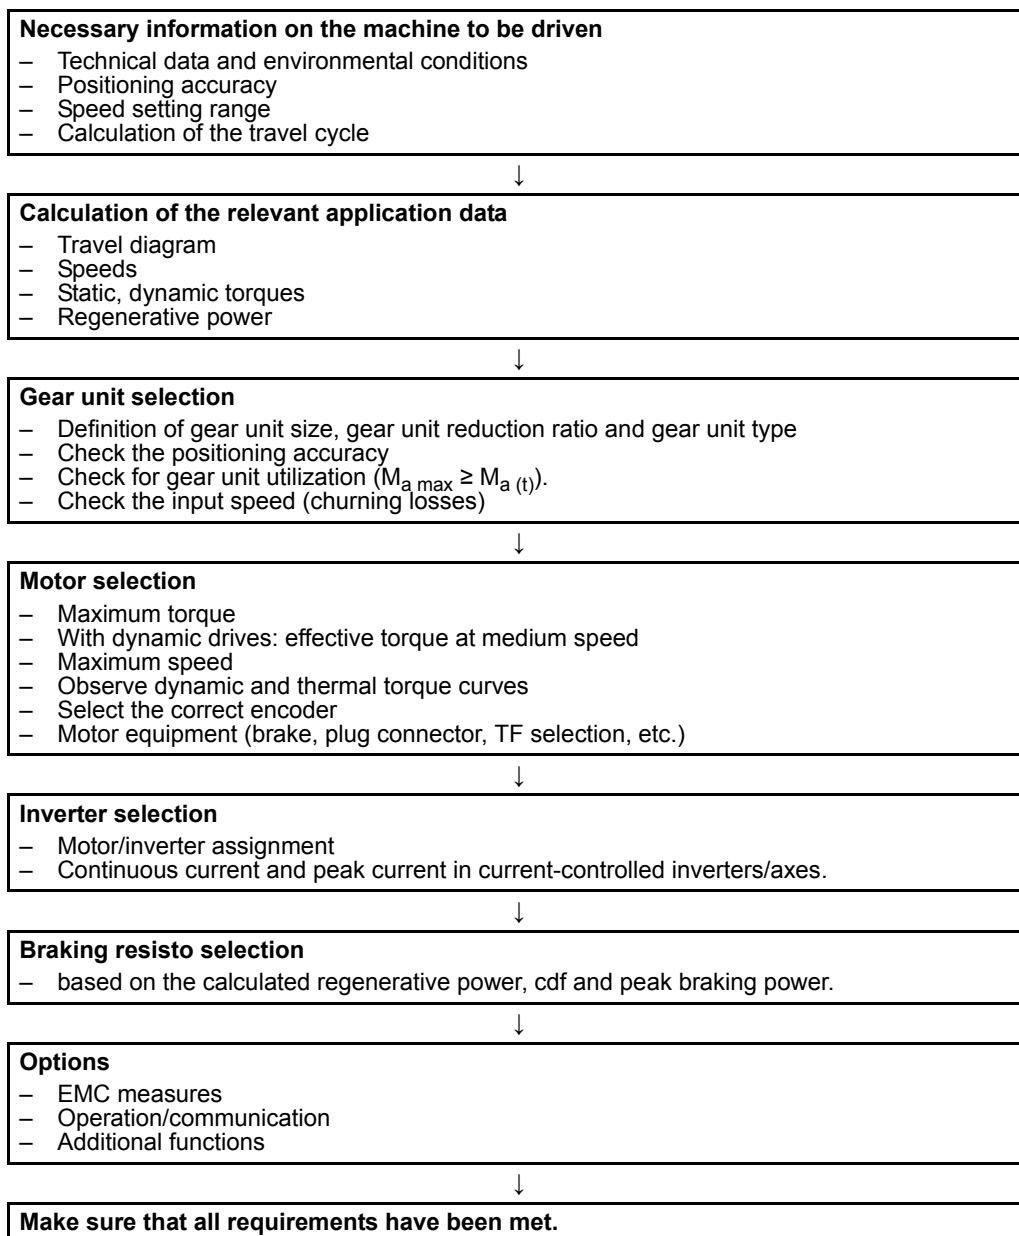 Necessary information on the machine to be driven
– Technical data and environmental conditions
– Positioning accuracy
– Speed setting range
– Calculation of the travel cycle
↓
Calculation of the relevant application data
– Travel diagram
– Speeds
– Static, dynamic torques
– Regenerative power
↓
Gear unit selection
– Definition of gear unit size, gear unit reduction ratio and gear unit type
– Check the positioning accuracy
– Check for gear unit utilization (Ma max ≥ Ma (t)).
– Check the input speed (churning losses)
↓
Motor selection
– Maximum torque
– With dynamic drives: effective torque at medium speed
– Maximum speed
– Observe dynamic and thermal torque curves
– Select the correct encoder
– Motor equipment (brake, plug connector, TF selection, etc.)
↓
Inverter selection
– Motor/inverter assignment
– Continuous current and peak current in current-controlled inverters/axes.
↓
Braking resisto selection
– based on the calculated regenerative power, cdf and peak braking power.
↓
Options
– EMC measures
– Operation/communication
– Additional functions
↓
Make sure that all requirements have been met.